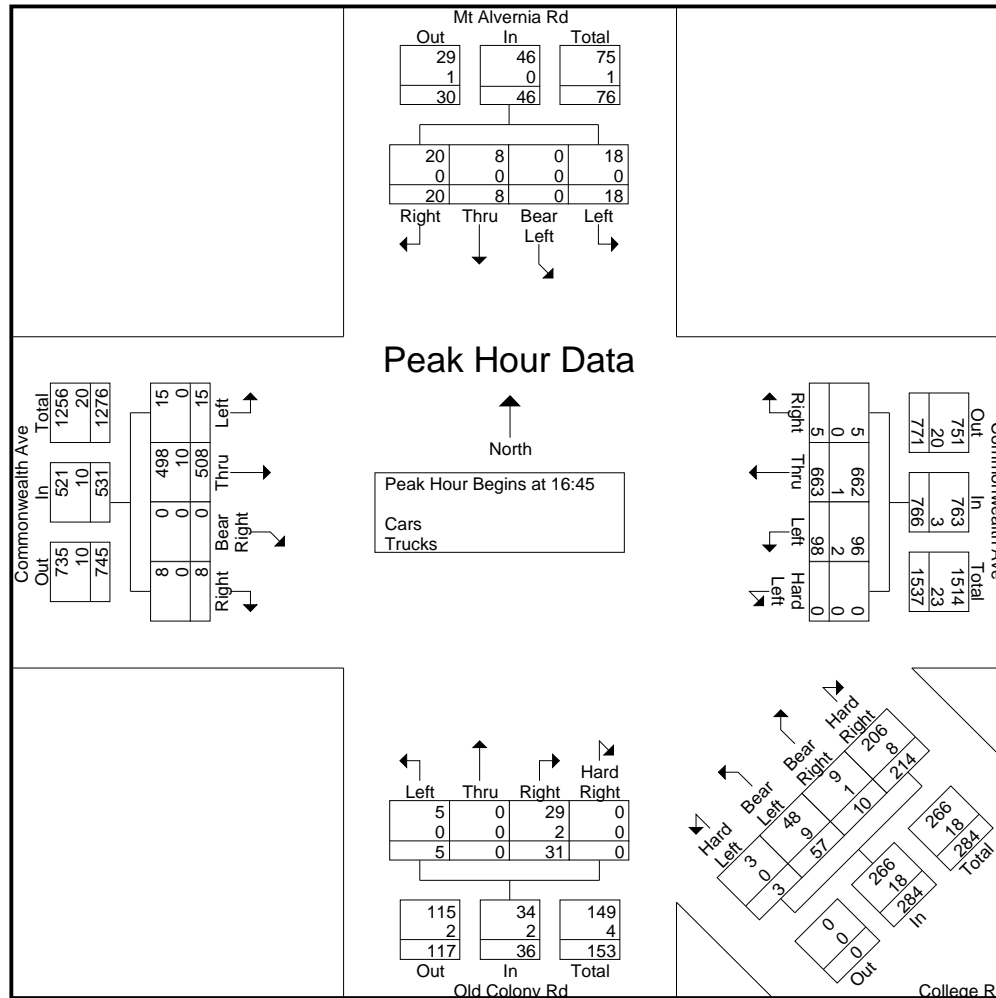 Mt Alvernia Rd
Out In Total
29 46 75
1 0 1
30 46 76
20 8 0 18
0 0 0 0
20 8 0 18
Right Thru Bear Left Left
Peak Hour Data
North
Peak Hour Begins at 16:45
Cars
Trucks
Commonwealth Ave
Total In Out
1256 521 735
20 10 10
1276 531 745
15 498 0 8
0 10 0 0
15 508 0 8
Left Thru Bear Right Right
Right Thru Left Hard Left
5 662 96 0
0 1 2 0
5 663 98 0
Out In Total
751 763 1514
20 3 23
771 766 1537
Ave
Left Thru Right Hard Right
5 0 29 0
0 0 2 0
5 0 31 0
115 34 149
2 2 4
117 36 153
Out In Total
Old Colony Rd
Hard Left Bear Left Bear Right Hard Right
3 48 9 206
0 9 1 8
3 57 10 214
0 266 266
0 18 18
0 284 284
Out In Total
College R